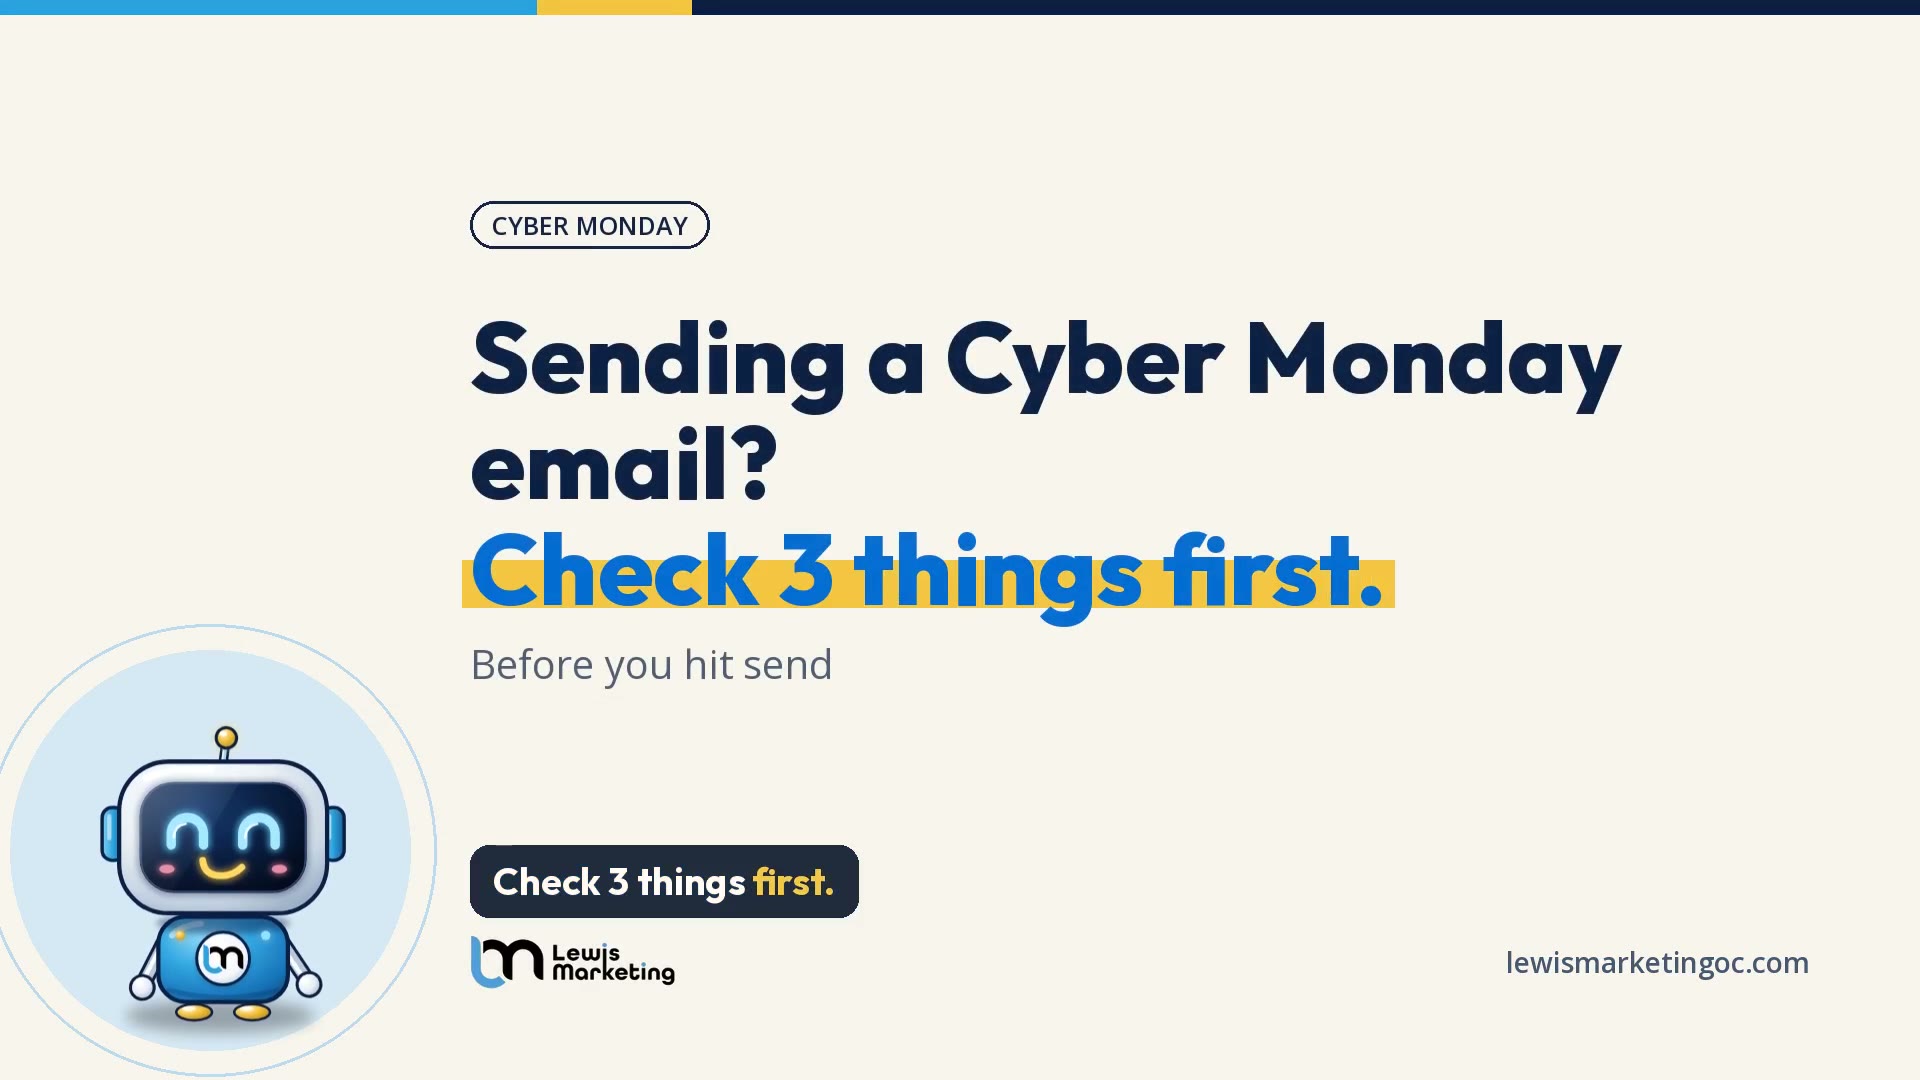 CYBER MONDAY
Sending a Cyber Monday
email?
Check 3 things first.
Before you hit send
Check 3 things first.
Lewis
Marketing
lewismarketingoc.com